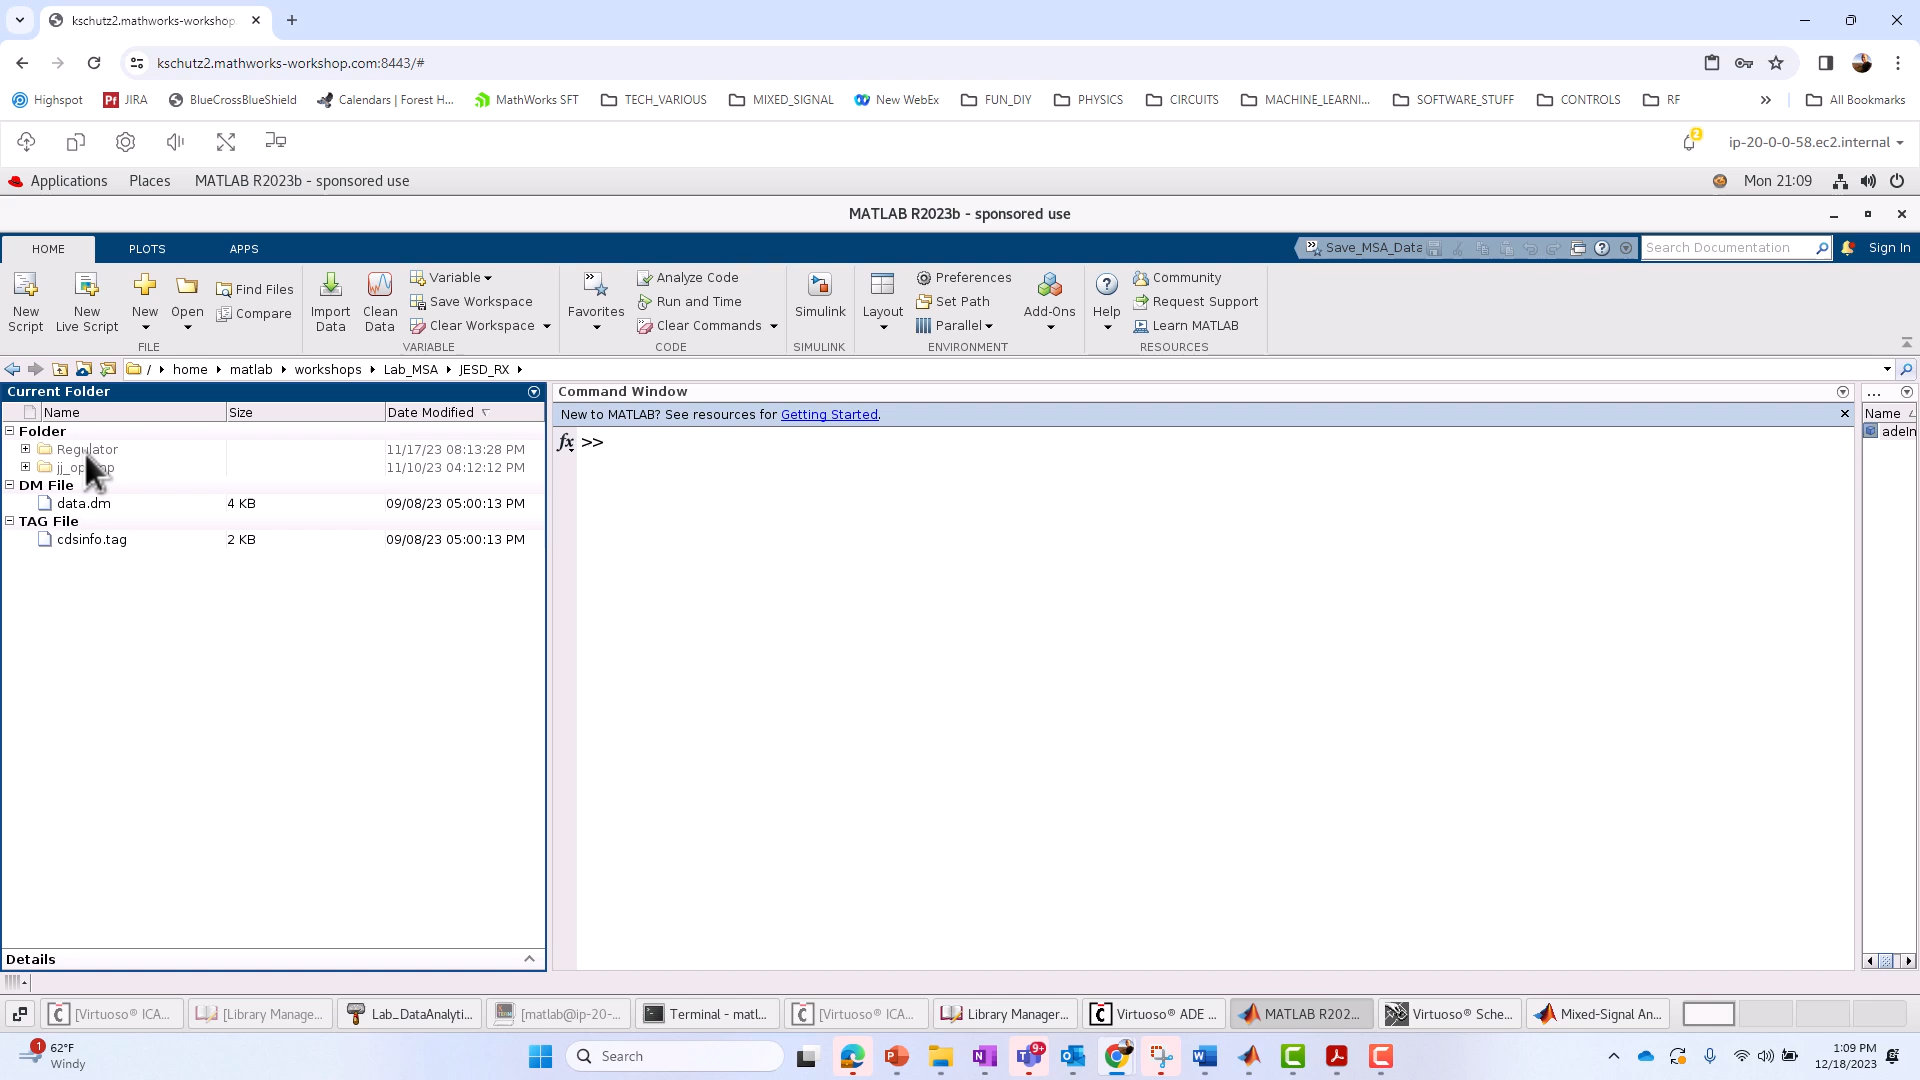 kschutz2.mathworks-workshop
kschutz2.mathworks-workshop.com:8443/#
Highspot
JIRA
BlueCrossBlueShield
Calendars | Forest H...
MathWorks SFT
TECH_VARIOUS
MIXED_SIGNAL
New WebEx
FUN_DIY
PHYSICS
CIRCUITS
MACHINE_LEARNI...
SOFTWARE_STUFF
CONTROLS
RF
All Bookmarks
2
ip-20-0-0-58.ec2.internal
Applications Places MATLAB R2023b - sponsored use
Mon 21:09
MATLAB R2023b - sponsored use
HOME PLOTS APPS
Save_MSA_Data
Search Documentation
Sign In
New Script
New Live Script
New
Open
Find Files
Compare
Import Data
Clean Data
Variable
Save Workspace
Clear Workspace
Favorites
Analyze Code
Run and Time
Clear Commands
Simulink
Layout
Preferences
Set Path
Parallel
Add-Ons
Help
Community
Request Support
Learn MATLAB
FILE VARIABLE CODE SIMULINK ENVIRONMENT RESOURCES
/ home matlab workshops Lab_MSA JESD_RX
Current Folder
Name Size Date Modified
Folder
Regulator 11/17/23 08:13:28 PM
11/10/23 04:12:12 PM
DM File
data.dm 4 KB 09/08/23 05:00:13 PM
TAG File
cdsinfo.tag 2 KB 09/08/23 05:00:13 PM
Details
Command Window
New to MATLAB? See resources for Getting Started.
fx >>
...
Name
adeIn
[Virtuoso® ICA...
[Library Manage...
Lab_DataAnalyti...
[matlab@ip-20-...
Terminal - matl...
[Virtuoso® ICA...
Library Manager...
Virtuoso® ADE ...
MATLAB R202...
Virtuoso® Sche...
Mixed-Signal An...
1
62°F
Windy
Search
9+
1:09 PM
12/18/2023